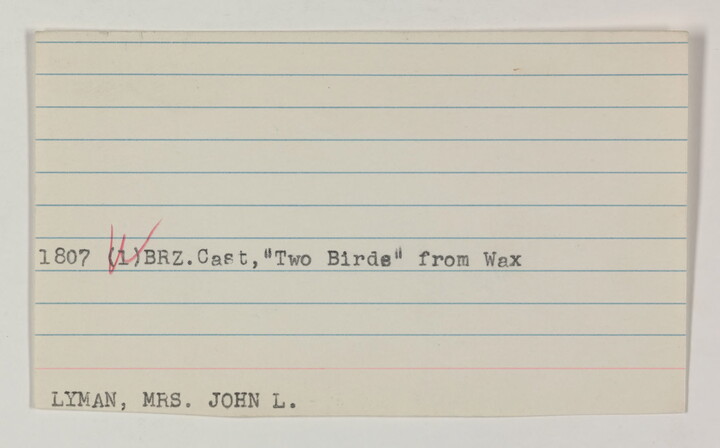 1807 (1)BRZ.Cast,"Two Birds" from Wax
LYMAN, MRS. JOHN L.